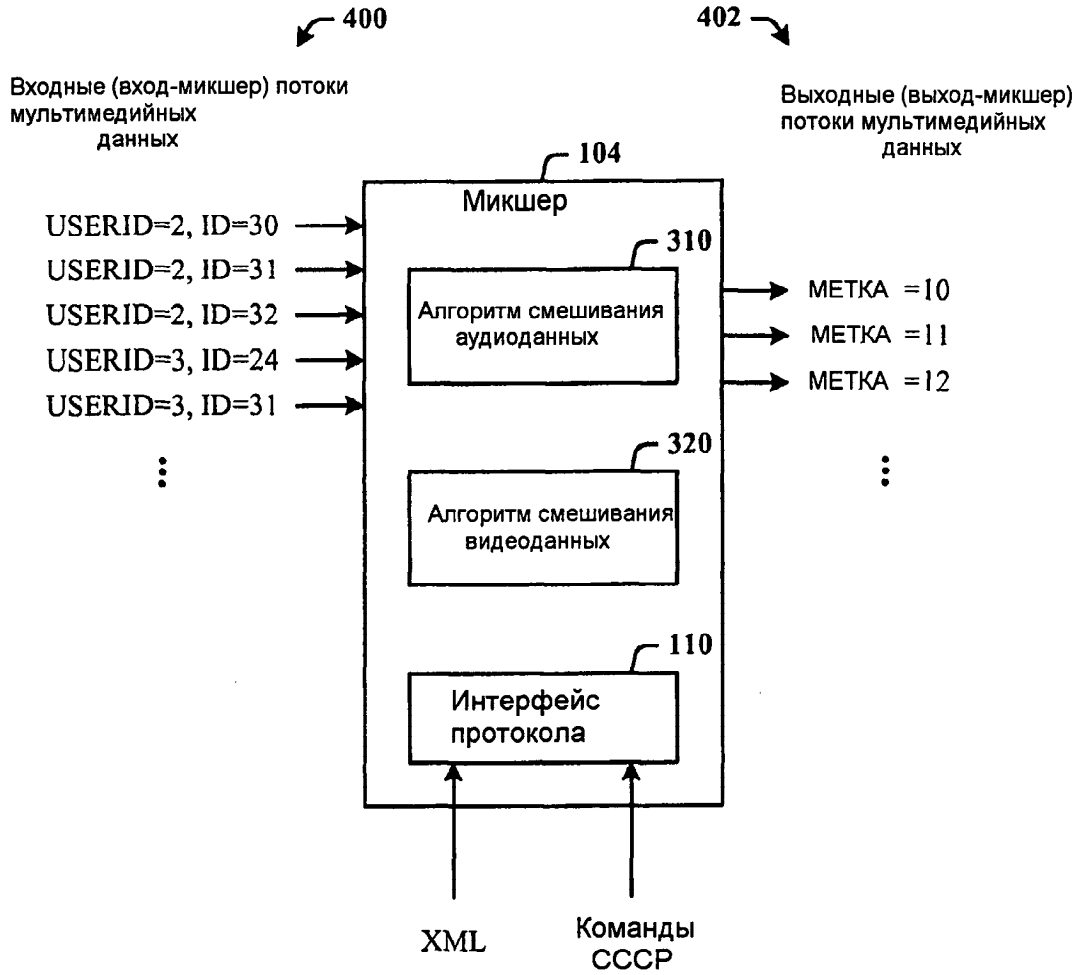 400
402
Входные (вход-микшер) потоки
мультимедийных
данных
Выходные (выход-микшер)
потоки мультимедийных
данных
104
Микшер
USERID=2, ID=30
USERID=2, ID=31
USERID=2, ID=32
USERID=3, ID=24
USERID=3, ID=31
310
Алгоритм смешивания
аудиоданных
МЕТКА =10
МЕТКА =11
МЕТКА =12
320
Алгоритм смешивания
видеоданных
110
Интерфейс
протокола
XML
Команды
СССР